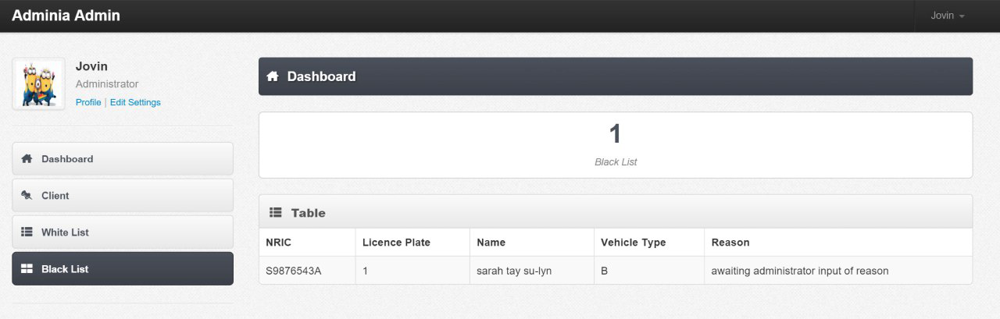 Adminia Admin
Jovin
Jovin
Administrator
Profile | Edit Settings
Dashboard
Client
White List
Black List
Dashboard
1
Black List
Table
NRIC Licence Plate Name Vehicle Type Reason
S9876543A 1 sarah tay su-lyn B awaiting administrator input of reason